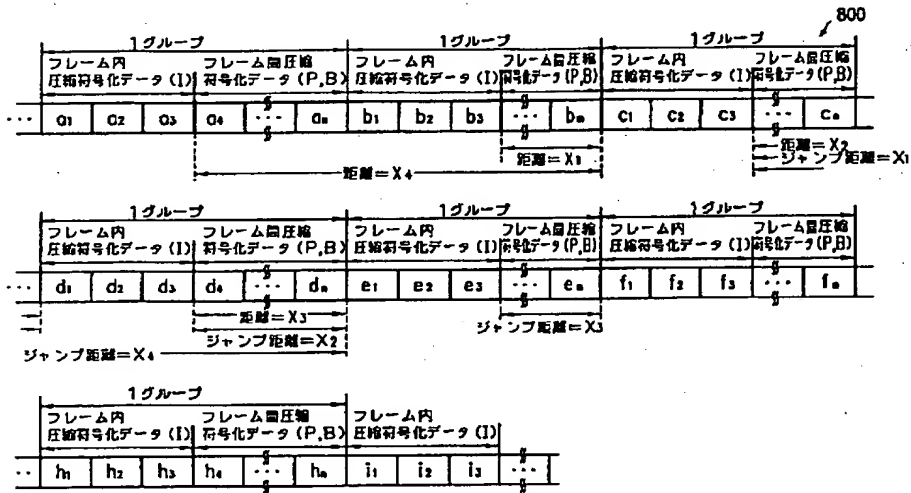 800
1グループ 1グループ 1グループ
フレーム内 フレーム間圧縮 フレーム内 フレーム間圧縮 フレーム内 フレーム間圧縮
圧縮符号化データ(I) 符号化データ(P,B) 圧縮符号化データ(I) 符号化データ(P,B) 圧縮符号化データ(I) 符号化データ(P,B)
… a1 a2 a3 a4 … an b1 b2 b3 … bn c1 c2 c3 … cn
距離=X2
距離=X4 ジャンプ距離=X1
1グループ 1グループ 1グループ
フレーム内 フレーム間圧縮 フレーム内 フレーム間圧縮 フレーム内 フレーム間圧縮
圧縮符号化データ(I) 符号化データ(P,B) 圧縮符号化データ(I) 符号化データ(P,B) 圧縮符号化データ(I) 符号化データ(P,B)
… d1 d2 d3 d4 … dn e1 e2 e3 … en f1 f2 f3 … fn
距離=X3 ジャンプ距離=X3
ジャンプ距離=X2
ジャンプ距離=X4
1グループ
フレーム内 フレーム間圧縮 フレーム内
圧縮符号化データ(I) 符号化データ(P,B) 圧縮符号化データ(I)
… h1 h2 h3 h4 … hn i1 i2 i3 …